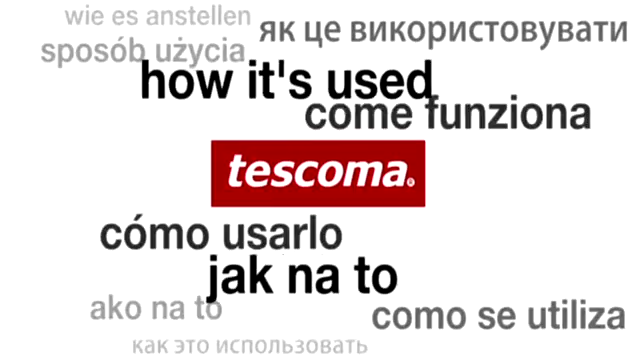 wie es anstellen
як це використовувати
sposób użycia
how it's used
come funziona
tescoma®
cómo usarlo
jak na to
ako na to
como se utiliza
как это использовать